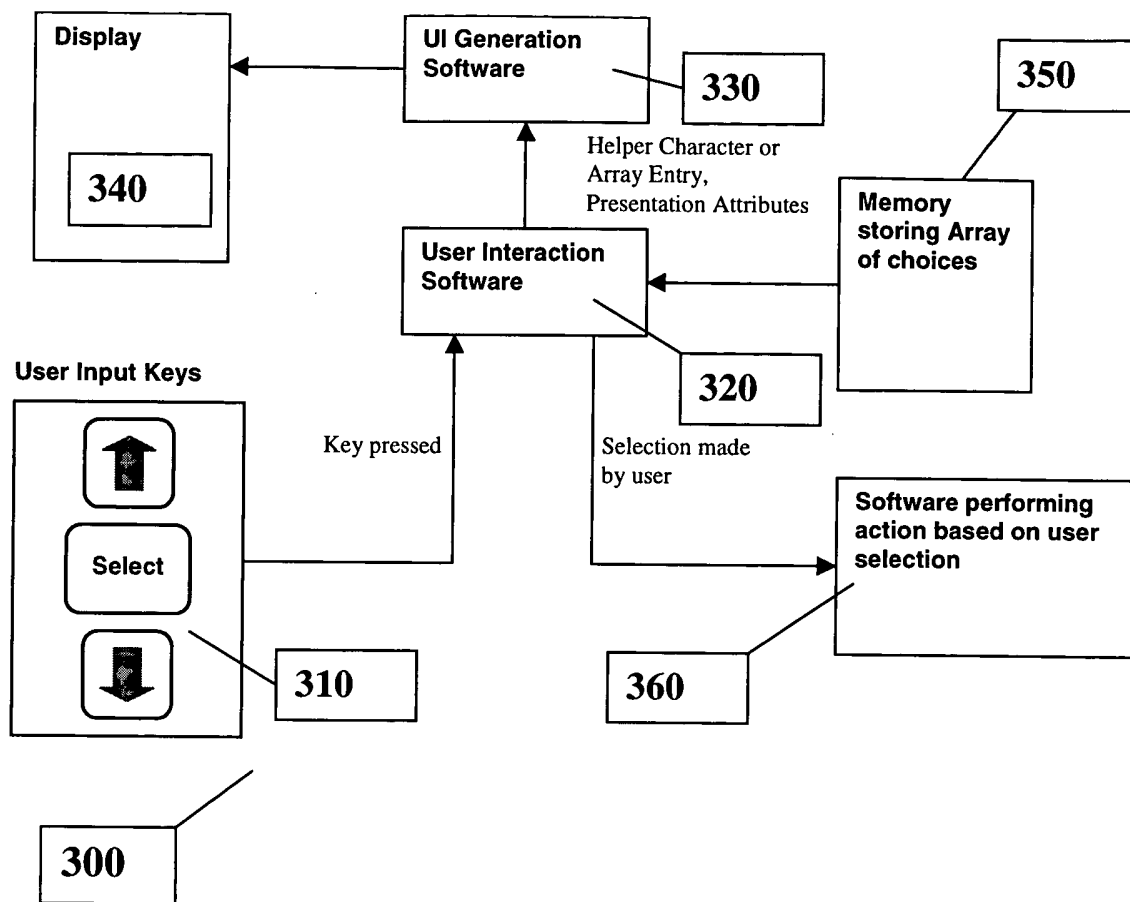 Display
UI Generation
Software
330
350
340
Helper Character or
Array Entry,
Presentation Attributes
Memory
storing Array
of choices
User Interaction
Software
320
User Input Keys
Key pressed
Selection made
by user
Select
Software performing
action based on user
selection
310
360
300